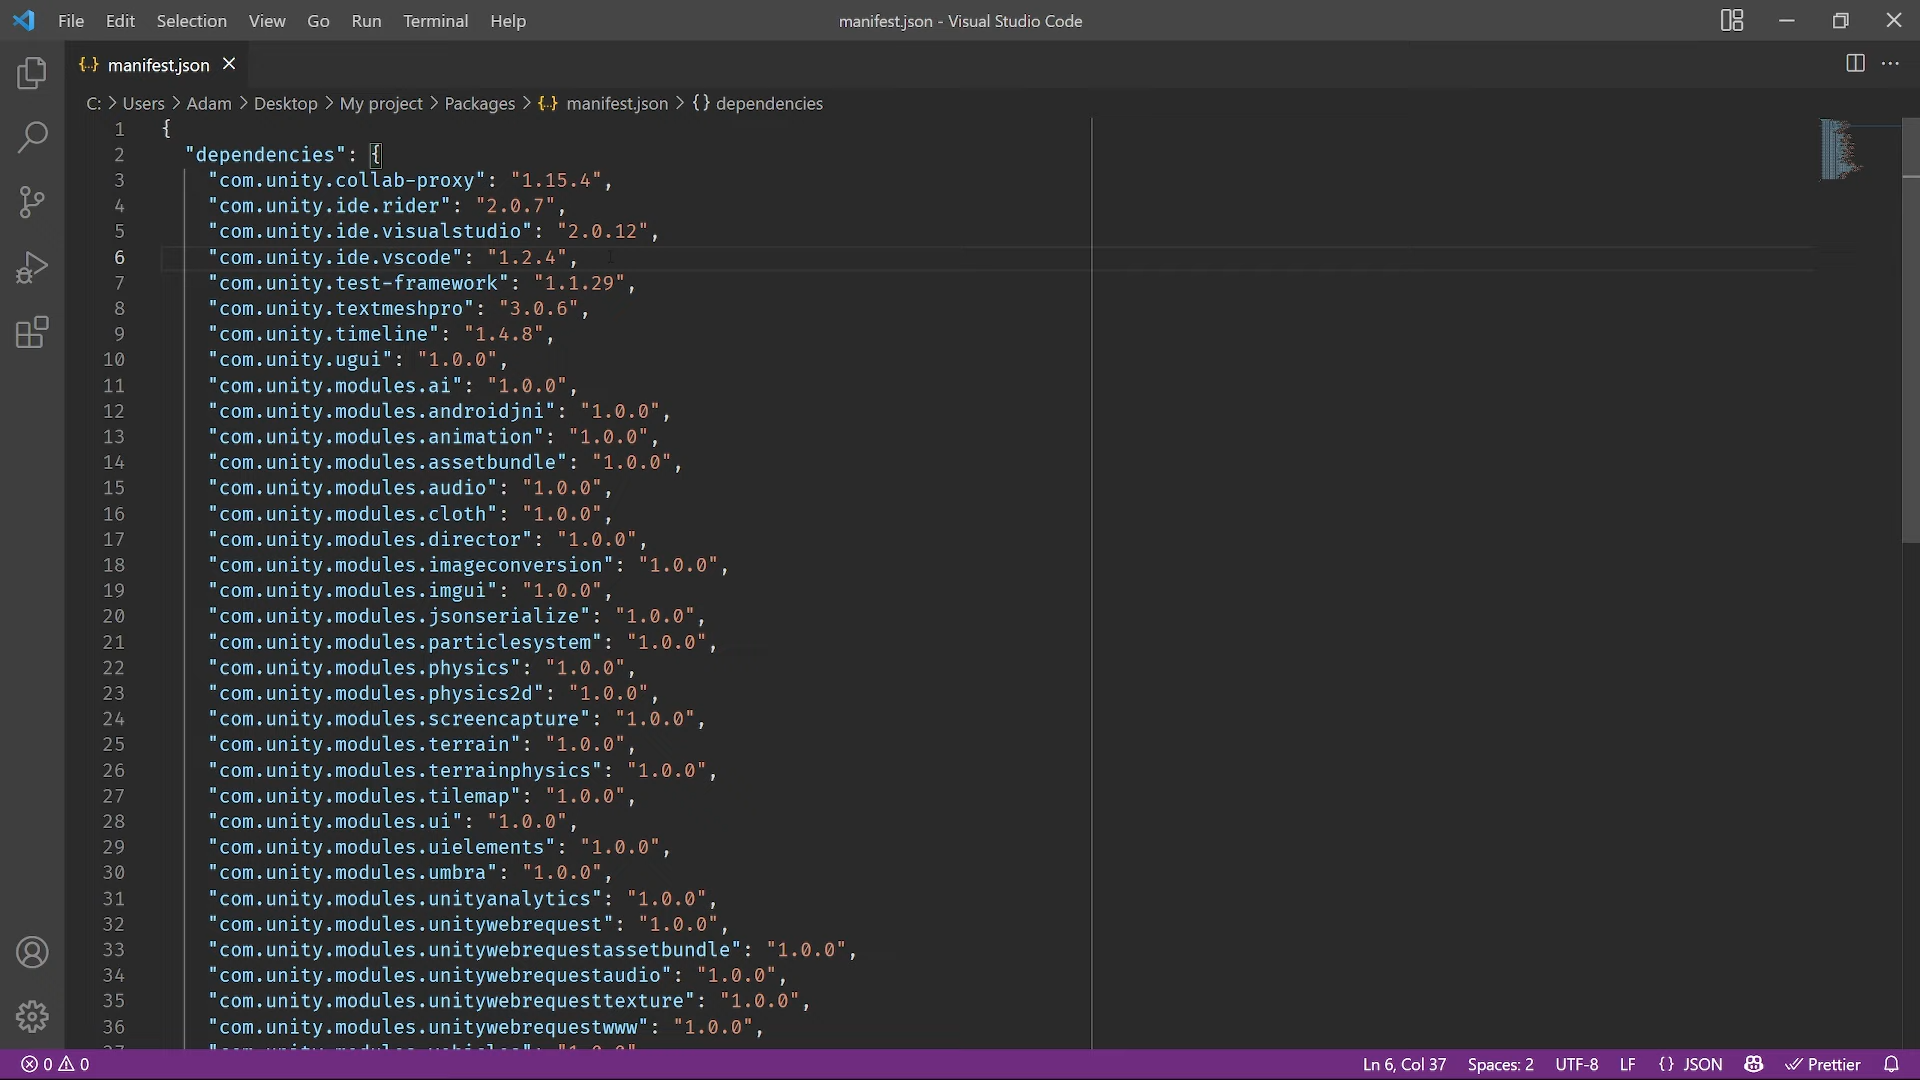 File Edit Selection View Go Run Terminal Help manifest.json - Visual Studio Code
{..} manifest.json
C: > Users > Adam > Desktop > My project > Packages > {..} manifest.json > {} dependencies
1 {
2 "dependencies": {
3 "com.unity.collab-proxy": "1.15.4",
4 "com.unity.ide.rider": "2.0.7",
5 "com.unity.ide.visualstudio": "2.0.12",
6 "com.unity.ide.vscode": "1.2.4",
7 "com.unity.test-framework": "1.1.29",
8 "com.unity.textmeshpro": "3.0.6",
9 "com.unity.timeline": "1.4.8",
10 "com.unity.ugui": "1.0.0",
11 "com.unity.modules.ai": "1.0.0",
12 "com.unity.modules.androidjni": "1.0.0",
13 "com.unity.modules.animation": "1.0.0",
14 "com.unity.modules.assetbundle": "1.0.0",
15 "com.unity.modules.audio": "1.0.0",
16 "com.unity.modules.cloth": "1.0.0",
17 "com.unity.modules.director": "1.0.0",
18 "com.unity.modules.imageconversion": "1.0.0",
19 "com.unity.modules.imgui": "1.0.0",
20 "com.unity.modules.jsonserialize": "1.0.0",
21 "com.unity.modules.particlesystem": "1.0.0",
22 "com.unity.modules.physics": "1.0.0",
23 "com.unity.modules.physics2d": "1.0.0",
24 "com.unity.modules.screencapture": "1.0.0",
25 "com.unity.modules.terrain": "1.0.0",
26 "com.unity.modules.terrainphysics": "1.0.0",
27 "com.unity.modules.tilemap": "1.0.0",
28 "com.unity.modules.ui": "1.0.0",
29 "com.unity.modules.uielements": "1.0.0",
30 "com.unity.modules.umbra": "1.0.0",
31 "com.unity.modules.unityanalytics": "1.0.0",
32 "com.unity.modules.unitywebrequest": "1.0.0",
33 "com.unity.modules.unitywebrequestassetbundle": "1.0.0",
34 "com.unity.modules.unitywebrequestaudio": "1.0.0",
35 "com.unity.modules.unitywebrequesttexture": "1.0.0",
36 "com.unity.modules.unitywebrequestwww": "1.0.0",
0 0 Ln 6, Col 37 Spaces: 2 UTF-8 LF {} JSON Prettier